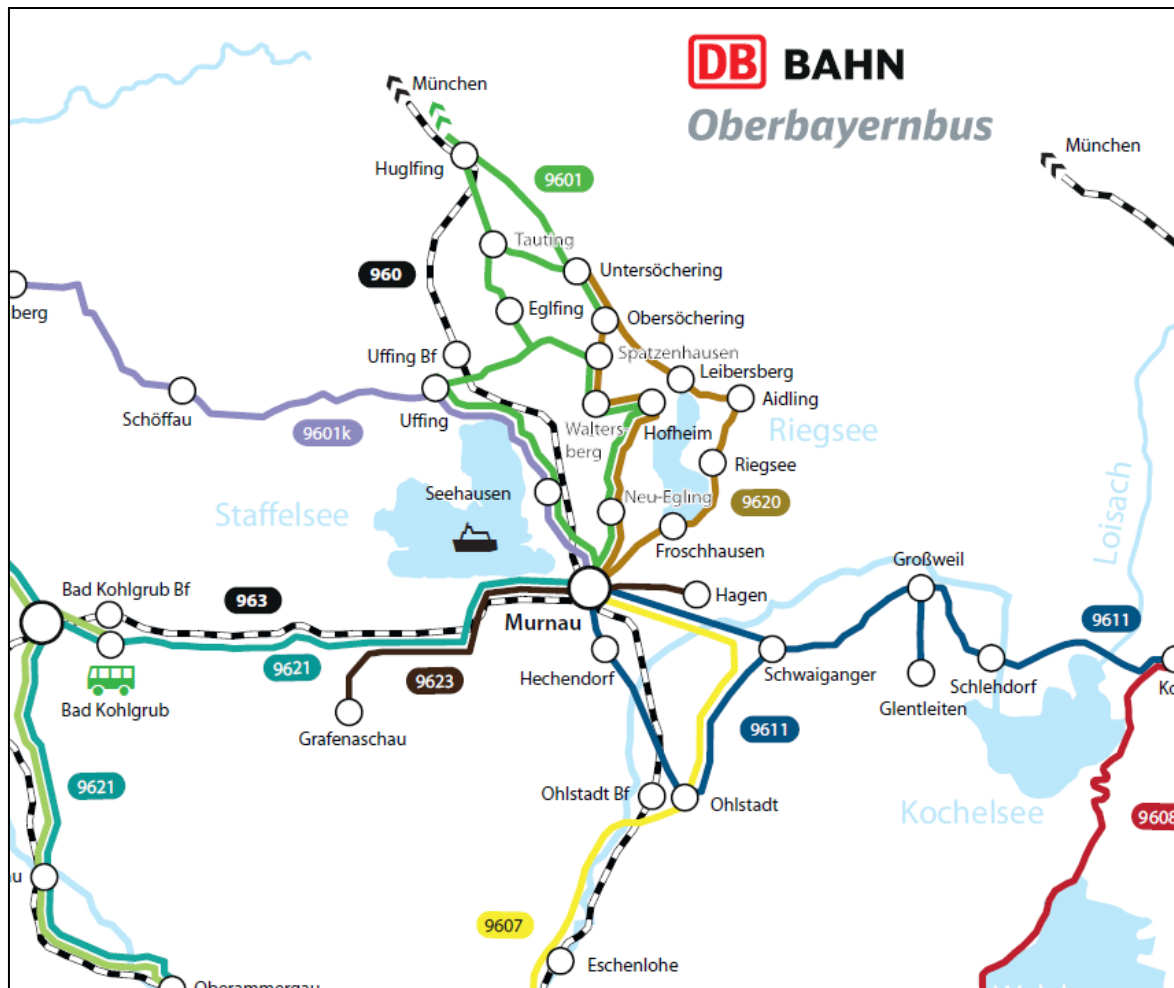 DB BAHN
Oberbayernbus
München
München
Huglfing
9601
Tauting
Untersöchering
960
berg
Eglfing
Obersöchering
Uffing Bf
Spatzenhausen
Leibersberg
Schöffau
Uffing
Aidling
9601k
Walters-
berg
Hofheim
Riegsee
Riegsee
Seehausen
Neu-Egling
9620
Staffelsee
Froschhausen
Loisach
Großweil
Bad Kohlgrub Bf
963
Hagen
Murnau
9611
9621
9623
Hechendorf
Schwaiganger
Schlehdorf
Ko
Bad Kohlgrub
Glentleiten
Grafenaschau
9611
9621
Ohlstadt Bf
Ohlstadt
Kochelsee
9608
u
9607
Eschenlohe
Oberammergau